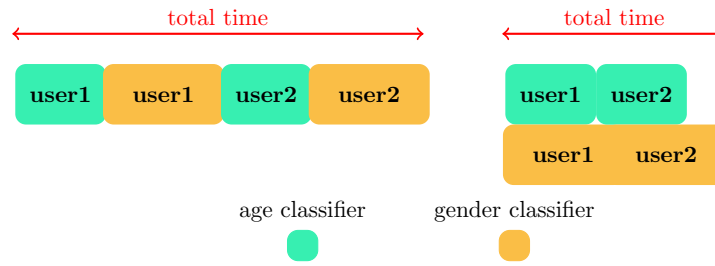 total time
total time
user1 user1 user2 user2
user1 user2
user1 user2
age classifier
gender classifier